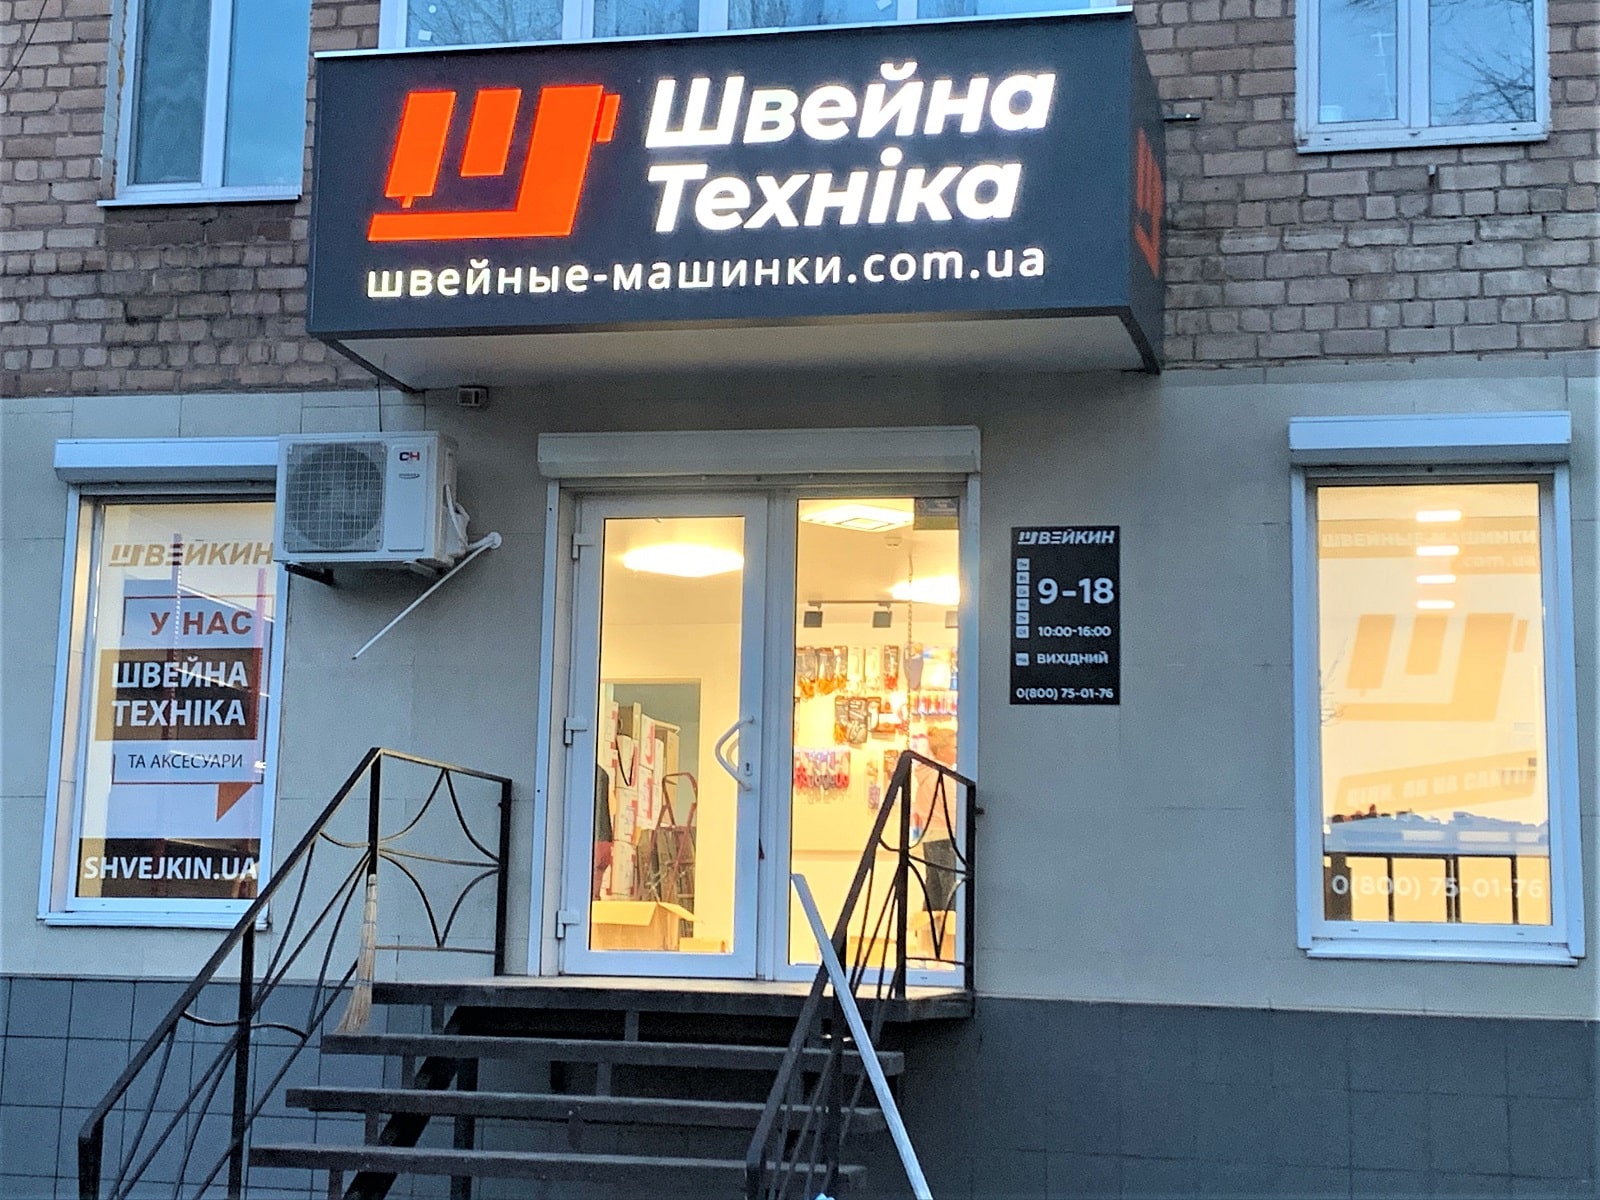 Швейна
Техніка
швейные-машинки.com.ua
CH
ШВЕЙКИН
У НАС
ШВЕЙНА
ТЕХНІКА
ТА АКСЕСУАРИ
SHVEJKIN.UA
ШВЕЙКИН
9-18
10:00-16:00
ВИХІДНИЙ
0(800) 75-01-76
ШВЕЙНЫЕ МАШИНКИ
.com.ua
0(800) 75-01-76